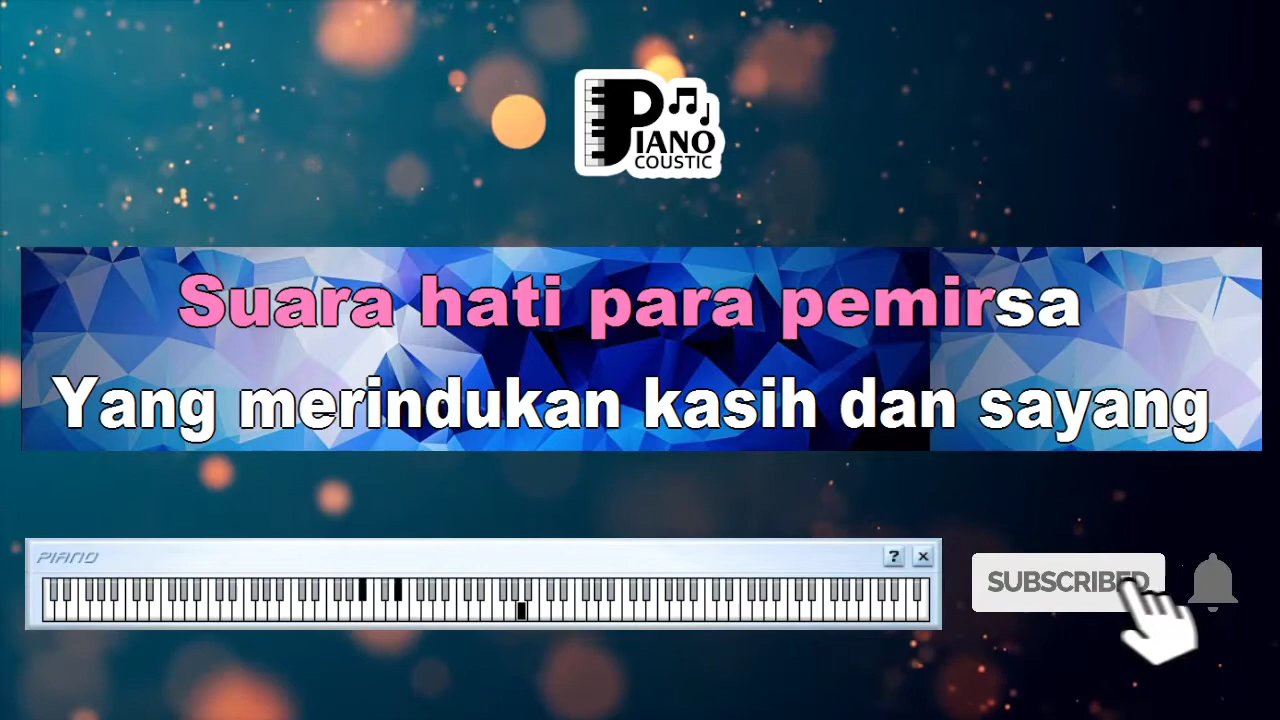 PIANO
COUSTIC
Suara hati para pemirsa
Yang merindukan kasih dan sayang
PIANO
? ×
SUBSCRIBED